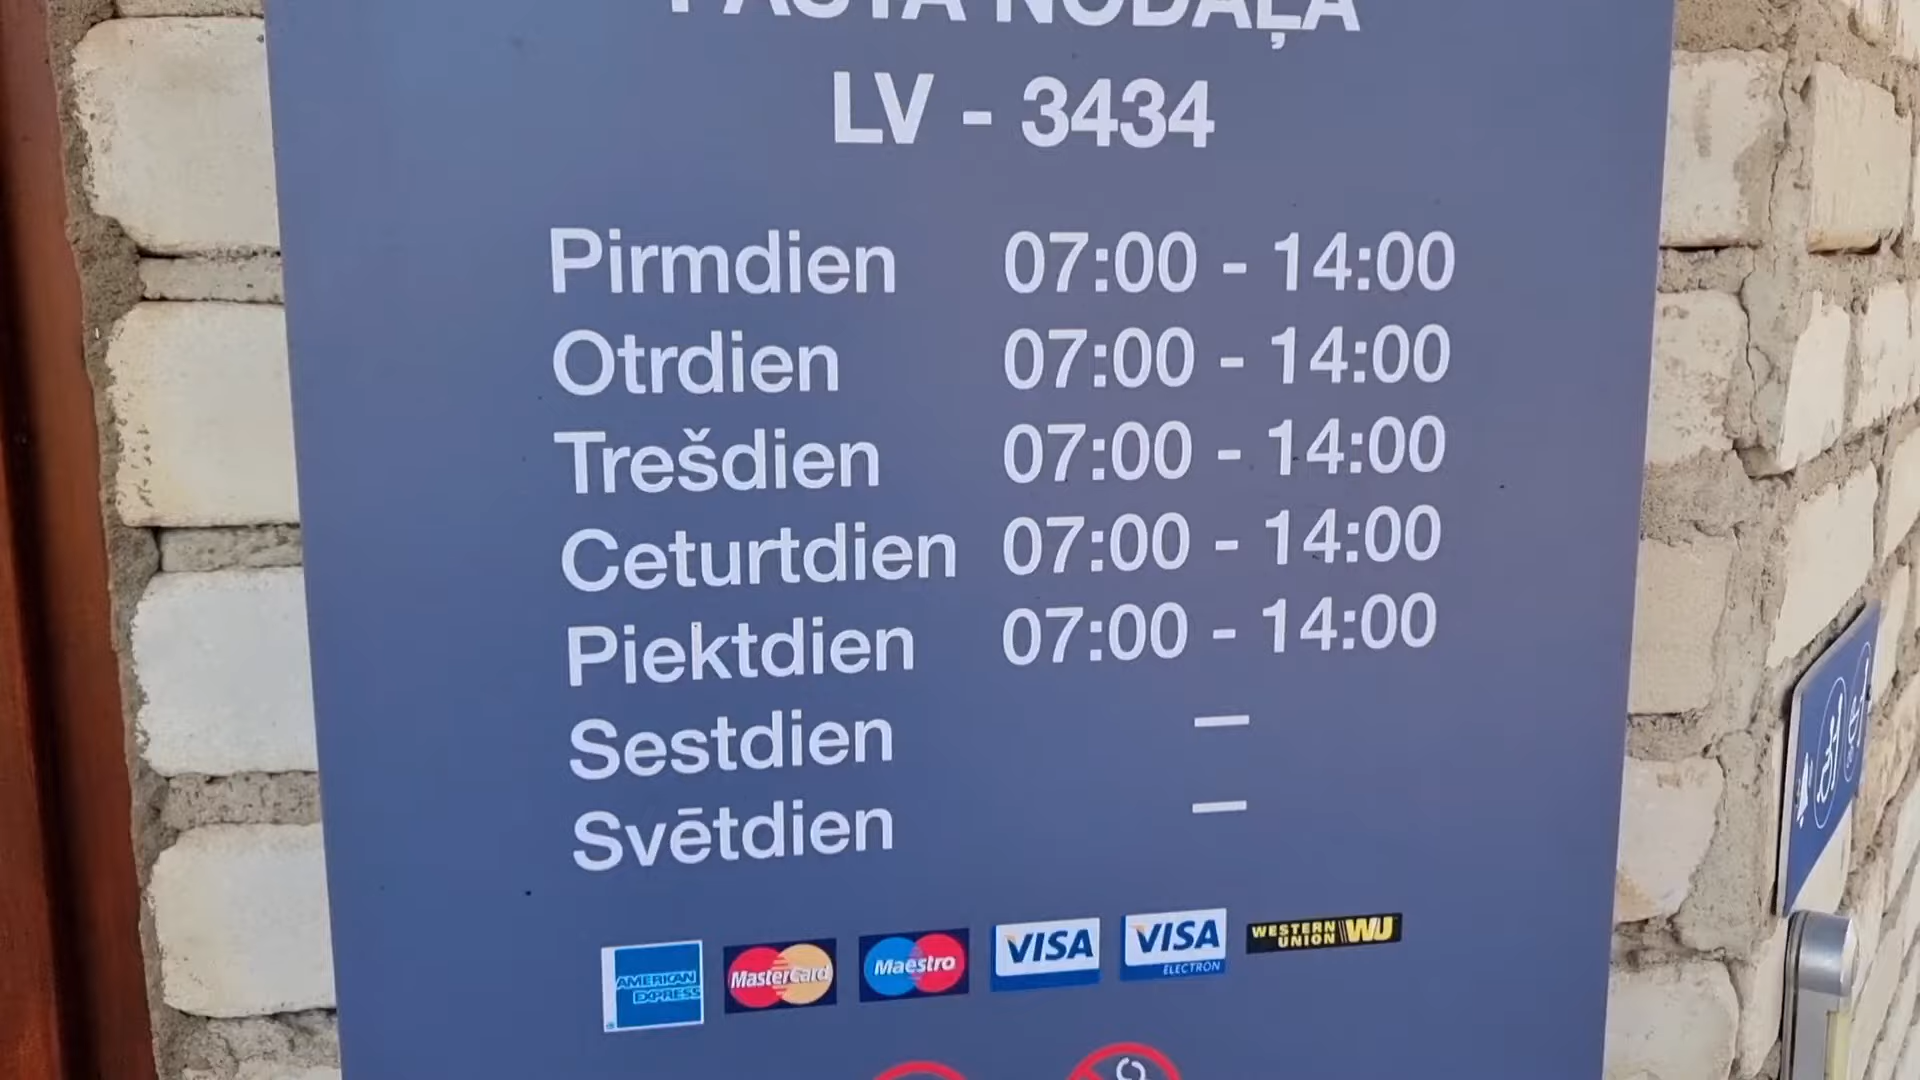 PASTA NODAĻA
LV - 3434
Pirmdien 07:00 - 14:00
Otrdien 07:00 - 14:00
Trešdien 07:00 - 14:00
Ceturtdien 07:00 - 14:00
Piektdien 07:00 - 14:00
Sestdien —
Svētdien —
AMERICAN EXPRESS MasterCard Maestro VISA VISA ELECTRON WESTERN UNION WU